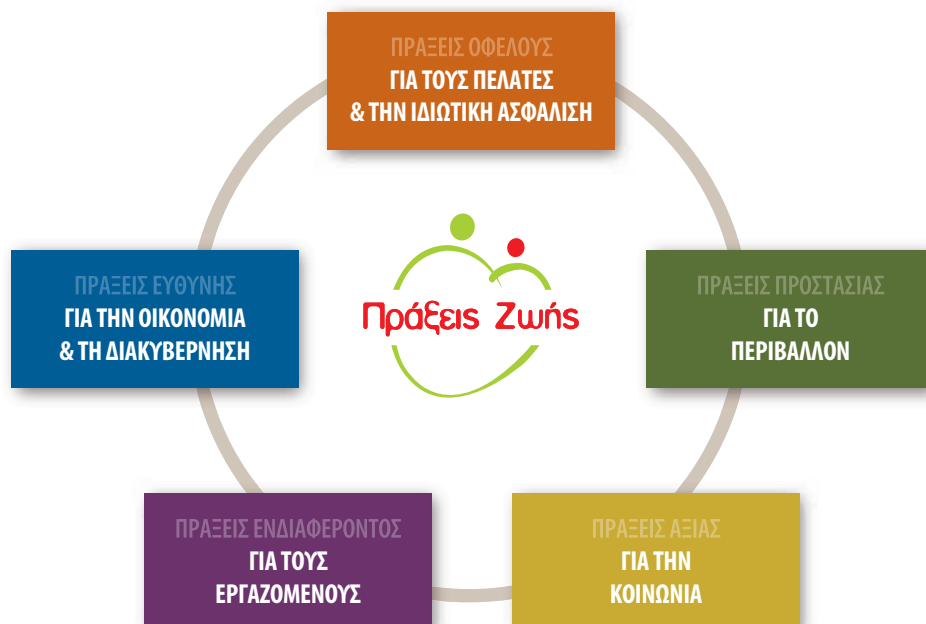 ΠΡΑΞΕΙΣ ΟΦΕΛΟΥΣ
ΓΙΑ ΤΟΥΣ ΠΕΛΑΤΕΣ
& ΤΗΝ ΙΔΙΩΤΙΚΗ ΑΣΦΑΛΙΣΗ
ΠΡΑΞΕΙΣ ΕΥΘΥΝΗΣ
ΓΙΑ ΤΗΝ ΟΙΚΟΝΟΜΙΑ
& ΤΗ ΔΙΑΚΥΒΕΡΝΗΣΗ
Πράξεις Ζωής
ΠΡΑΞΕΙΣ ΠΡΟΣΤΑΣΙΑΣ
ΓΙΑ ΤΟ
ΠΕΡΙΒΑΛΛΟΝ
ΠΡΑΞΕΙΣ ΕΝΔΙΑΦΕΡΟΝΤΟΣ
ΓΙΑ ΤΟΥΣ
ΕΡΓΑΖΟΜΕΝΟΥΣ
ΠΡΑΞΕΙΣ ΑΞΙΑΣ
ΓΙΑ ΤΗΝ
ΚΟΙΝΩΝΙΑ